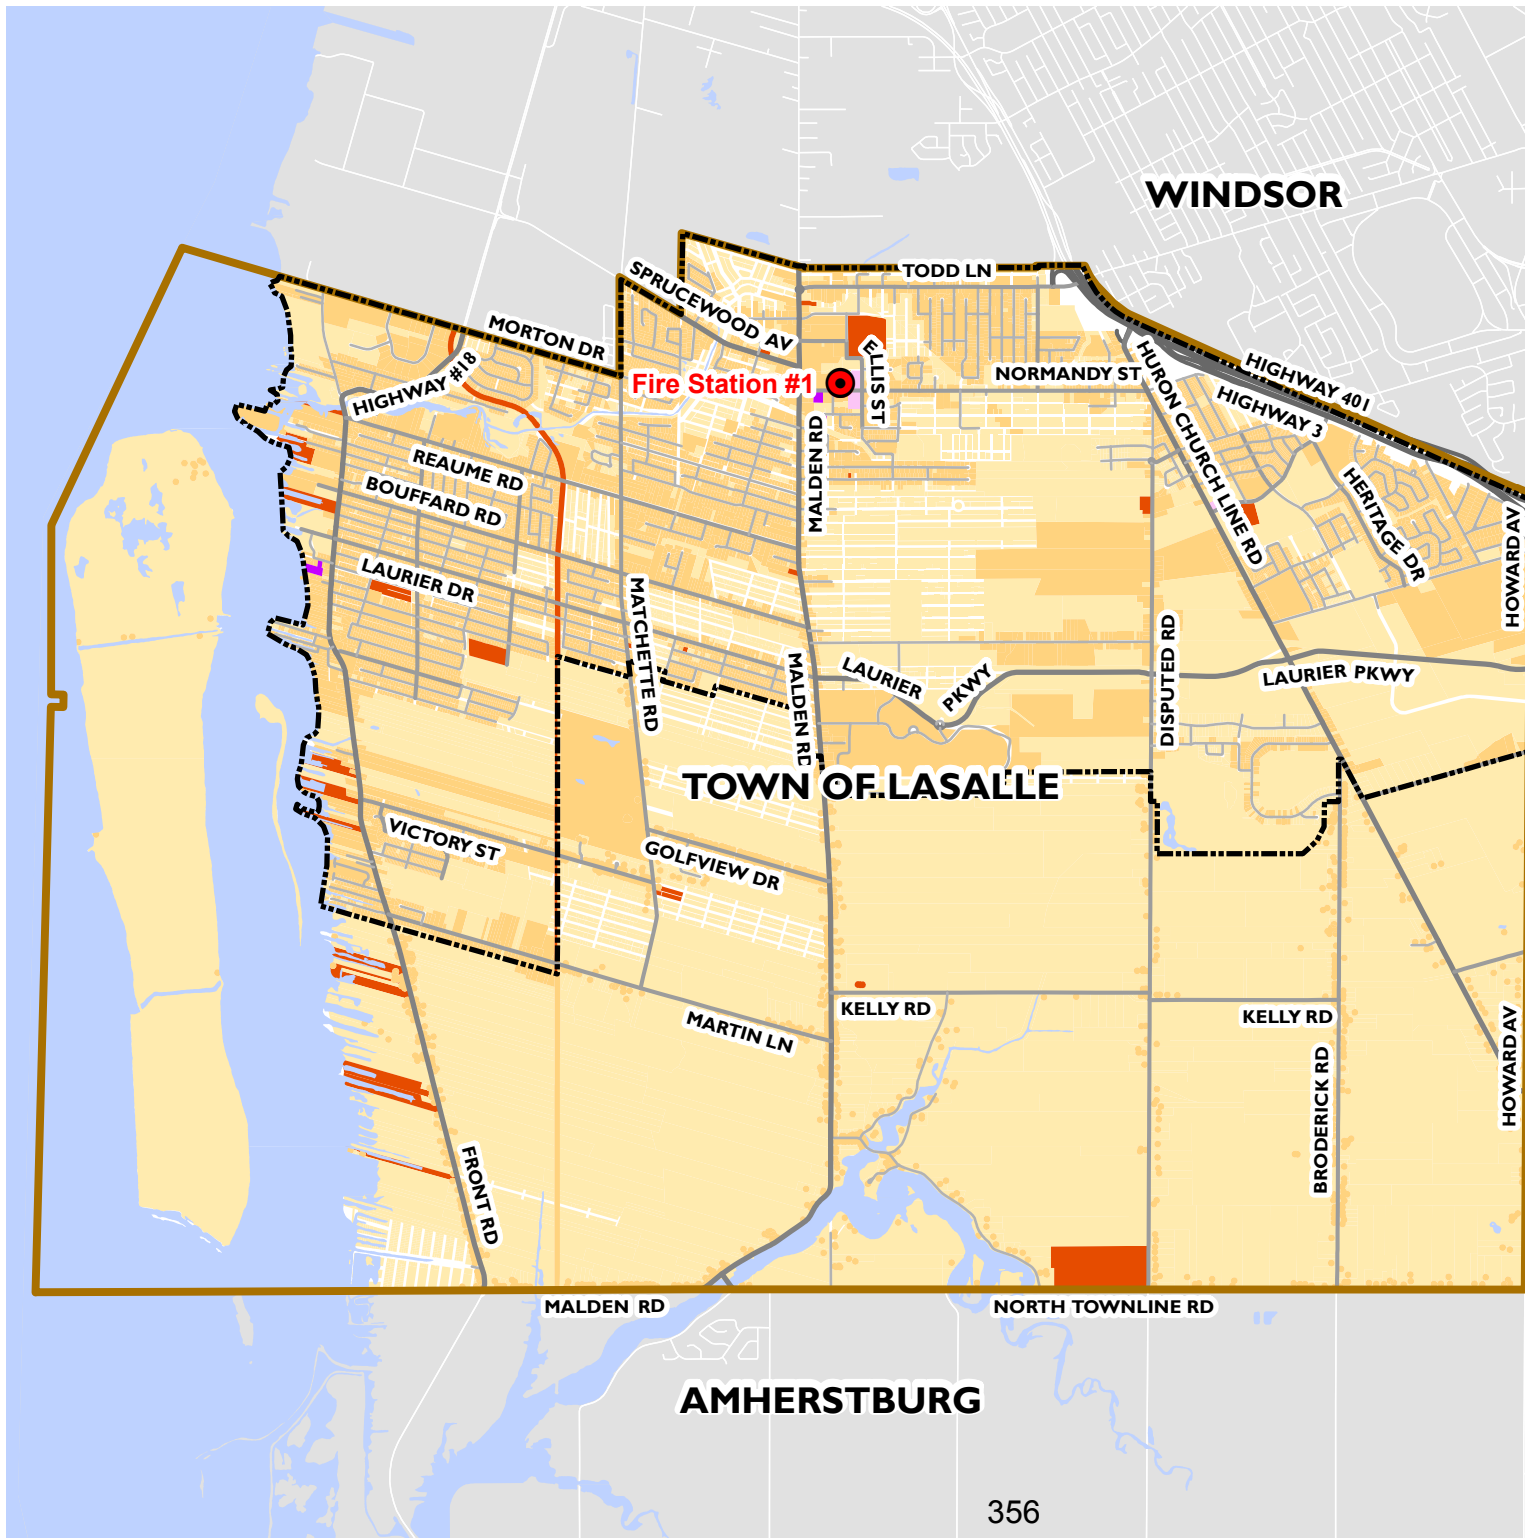 WINDSOR
TODD LN
SPRUCEWOOD AV
MORTON DR
HIGHWAY #18
Fire Station #1
ELLIS ST
NORMANDY ST
HURON CHURCH LINE RD
HIGHWAY 401
HIGHWAY 3
HERITAGE DR
HOWARD AV
REAUME RD
BOUFFARD RD
MALDEN RD
LAURIER DR
MATCHETTE RD
MALDEN RD
LAURIER PKWY
DISPUTED RD
LAURIER PKWY
TOWN OF LASALLE
VICTORY ST
GOLFVIEW DR
MARTIN LN
KELLY RD
KELLY RD
BRODERICK RD
HOWARD AV
FRONT RD
MALDEN RD
NORTH TOWNLINE RD
AMHERSTBURG
356